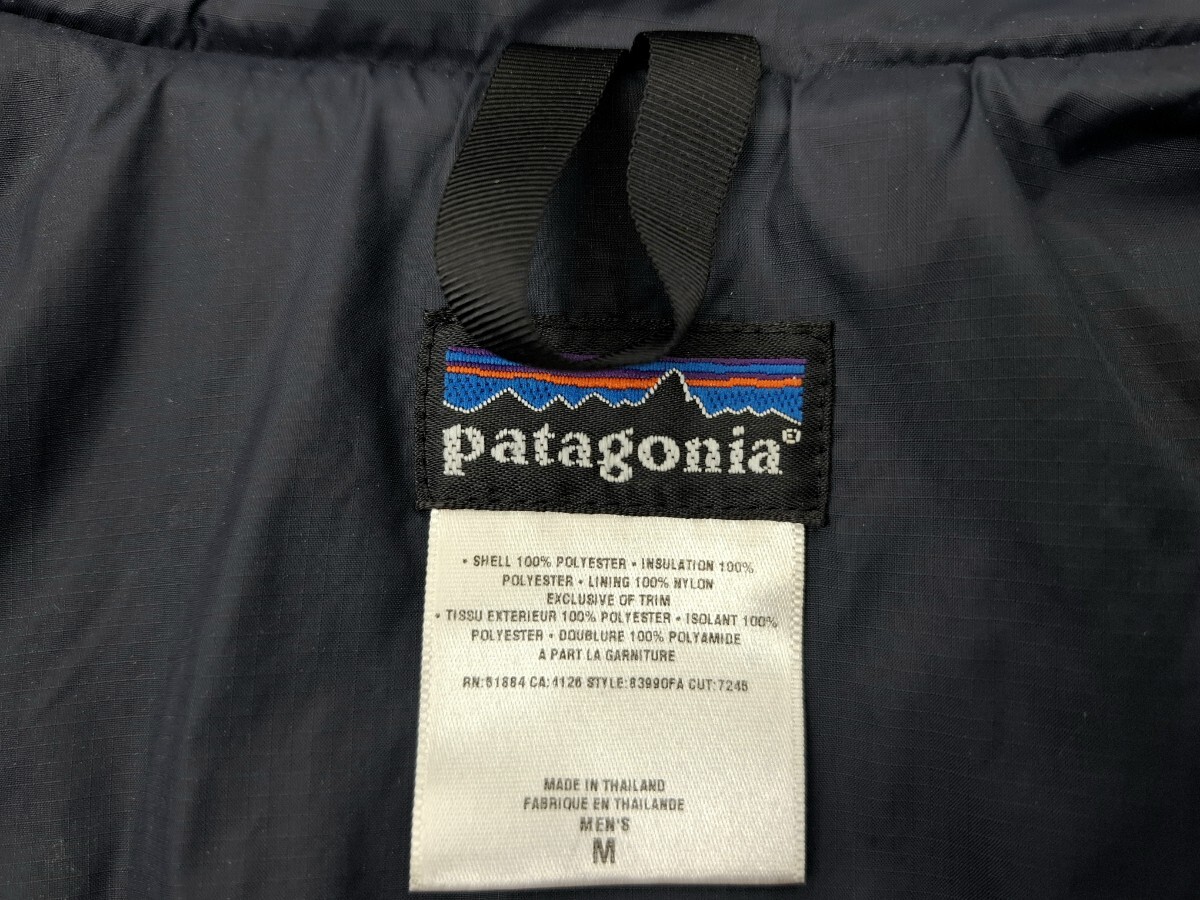 patagonia®
• SHELL 100% POLYESTER • INSULATION 100%
POLYESTER • LINING 100% NYLON
EXCLUSIVE OF TRIM
• TISSU EXTERIEUR 100% POLYESTER • ISOLANT 100%
POLYESTER • DOUBLURE 100% POLYAMIDE
A PART LA GARNITURE
RN:51884 CA:4126 STYLE:83990FA CUT:7245
MADE IN THAILAND
FABRIQUE EN THAILANDE
MEN'S
M